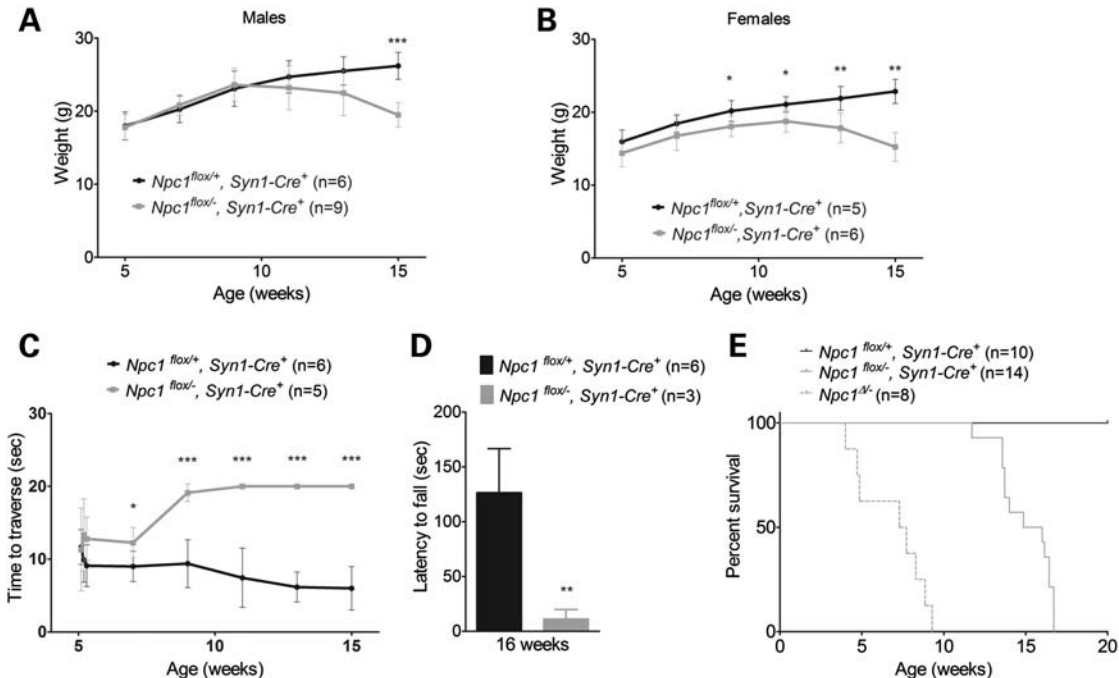 A
Males
***
30
20
10
0
Weight (g)
Npc1flox/+, Syn1-Cre+ (n=6)
Npc1flox/-, Syn1-Cre+ (n=9)
5 10 15
Age (weeks)
B
Females
* * ** **
30
20
10
0
Weight (g)
Npc1flox/+,Syn1-Cre+ (n=5)
Npc1flox/-,Syn1-Cre+ (n=6)
5 10 15
Age (weeks)
C
Npc1 flox/+, Syn1-Cre+ (n=6)
Npc1 flox/-, Syn1-Cre+ (n=5)
30
20
10
0
Time to traverse (sec)
* *** *** *** ***
5 10 15
Age (weeks)
D
Npc1 flox/+, Syn1-Cre+ (n=6)
Npc1 flox/-, Syn1-Cre+ (n=3)
200
150
100
50
0
Latency to fall (sec)
**
16 weeks
E
Npc1 flox/+, Syn1-Cre+ (n=10)
Npc1 flox/-, Syn1-Cre+ (n=14)
Npc1Δ/- (n=8)
100
50
0
Percent survival
0 5 10 15 20
Age (weeks)